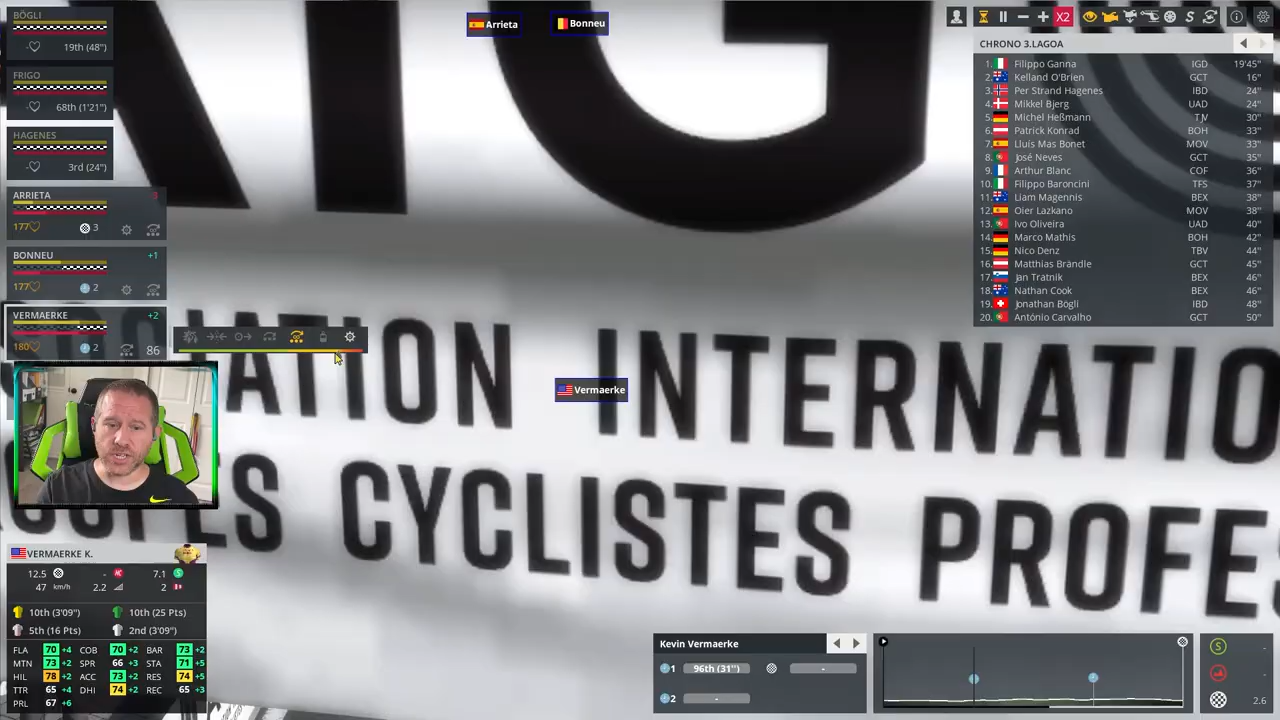 BÖGLI
19th (48")
FRIGO
68th (1'21")
HAGENES
3rd (24")
ARRIETA
-3
177
3
BONNEU
+1
177
2
VERMAERKE
+2
180
2
86
Arrieta
Bonneu
Vermaerke
ATION INTERNATIO
CYCLISTES PROFE
X2
CHRONO 3.LAGOA
1. Filippo Ganna IGD 19'45"
2. Kelland O'Brien GCT 16"
3. Per Strand Hagenes IBD 24"
4. Mikkel Bjerg UAD 24"
5. Michel Heßmann TJV 30"
6. Patrick Konrad BOH 33"
7. Lluís Mas Bonet MOV 33"
8. José Neves GCT 35"
9. Arthur Blanc COF 36"
10. Filippo Baroncini TFS 37"
11. Liam Magennis BEX 38"
12. Oier Lazkano MOV 38"
13. Ivo Oliveira UAD 40"
14. Marco Mathis BOH 42"
15. Nico Denz TBV 44"
16. Matthias Brändle GCT 45"
17. Jan Tratnik BEX 46"
18. Nathan Cook BEX 46"
19. Jonathan Bögli IBD 48"
20. António Carvalho GCT 50"
VERMAERKE K.
12.5 - 7.1
47 km/h 2.2 2
10th (3'09") 10th (25 Pts)
5th (16 Pts) 2nd (3'09")
FLA 70 +4 COB 70 +2 BAR 73 +2
MTN 73 +2 SPR 66 +3 STA 71 +5
HIL 78 +2 ACC 73 +2 RES 74 +5
TTR 65 +4 DHI 74 +2 REC 65 +3
PRL 67 +6
Kevin Vermaerke
1 96th (31'') -
2 -
S -
-
2.6